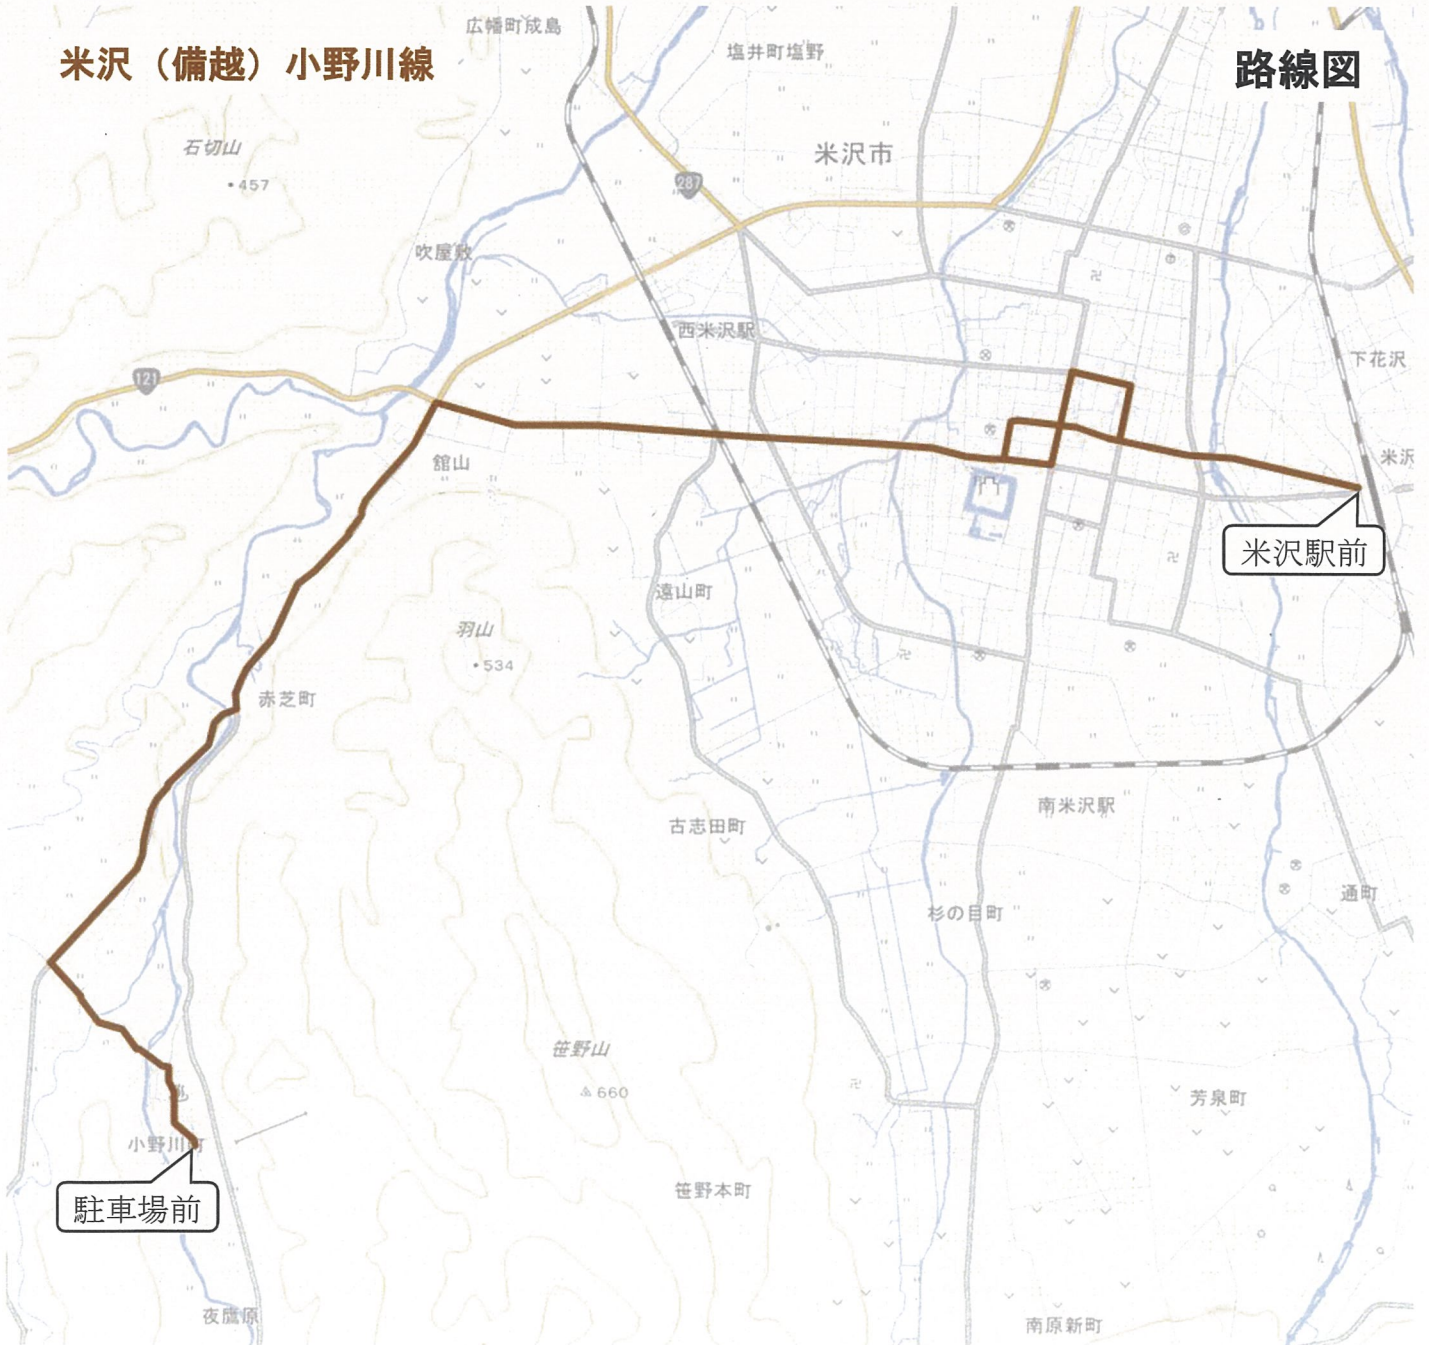 広幡町成島
米沢（備越）小野川線
塩井町塩野
路線図
石切山
米沢市
457
287
吹屋敷
西米沢駅
下花沢
121
舘山
米沢
米沢駅前
遠山町
羽山
534
赤芝町
南米沢駅
古志田町
通町
杉の目町
笹野山
660
芳泉町
小野川町
笹野本町
駐車場前
夜鷹原
南原新町